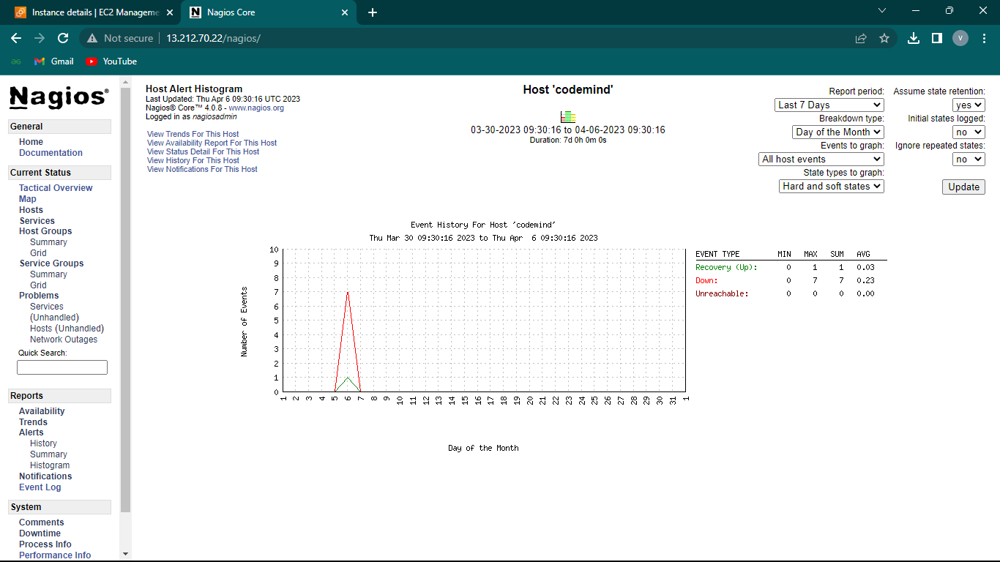 Instance details | EC2 Manageme
Nagios Core
Not secure
13.212.70.22/nagios/
V
Gmail
YouTube
Nagios®
General
Home
Documentation
Current Status
Tactical Overview
Map
Hosts
Services
Host Groups
Summary
Grid
Service Groups
Summary
Grid
Problems
Services
(Unhandled)
Hosts (Unhandled)
Network Outages
Quick Search:
Reports
Availability
Trends
Alerts
History
Summary
Histogram
Notifications
Event Log
System
Comments
Downtime
Process Info
Performance Info
Host Alert Histogram
Last Updated: Thu Apr 6 09:30:16 UTC 2023
Nagios® Core™ 4.0.8 - www.nagios.org
Logged in as nagiosadmin
View Trends For This Host
View Availability Report For This Host
View Status Detail For This Host
View History For This Host
View Notifications For This Host
Host 'codemind'
03-30-2023 09:30:16 to 04-06-2023 09:30:16
Duration: 7d 0h 0m 0s
Report period: Assume state retention:
Last 7 Days yes
Breakdown type: Initial states logged:
Day of the Month no
Events to graph: Ignore repeated states:
All host events no
State types to graph:
Hard and soft states Update
Event History For Host 'codemind'
Thu Mar 30 09:30:16 2023 to Thu Apr 6 09:30:16 2023
10
9
8
7
6
5
4
3
2
1
0
Number of Events
1 2 3 4 5 6 7 8 9 10 11 12 13 14 15 16 17 18 19 20 21 22 23 24 25 26 27 28 29 30 31 1
Day of the Month
EVENT TYPE MIN MAX SUM AVG
Recovery (Up): 0 1 1 0.03
Down: 0 7 7 0.23
Unreachable: 0 0 0 0.00